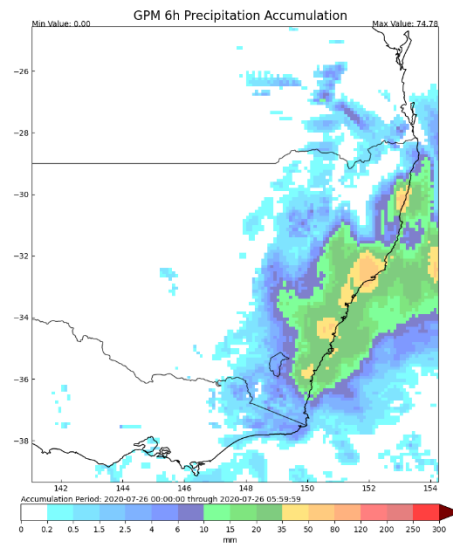 GPM 6h Precipitation Accumulation
Min Value: 0.00 Max Value: 74.78
−26
−28
−30
−32
−34
−36
−38
142 144 146 148 150 152 154
Accumulation Period: 2020-07-26 00:00:00 through 2020-07-26 05:59:59
0 0.2 0.5 1.5 2.5 4 6 10 15 20 35 50 80 120 200 250 300
mm